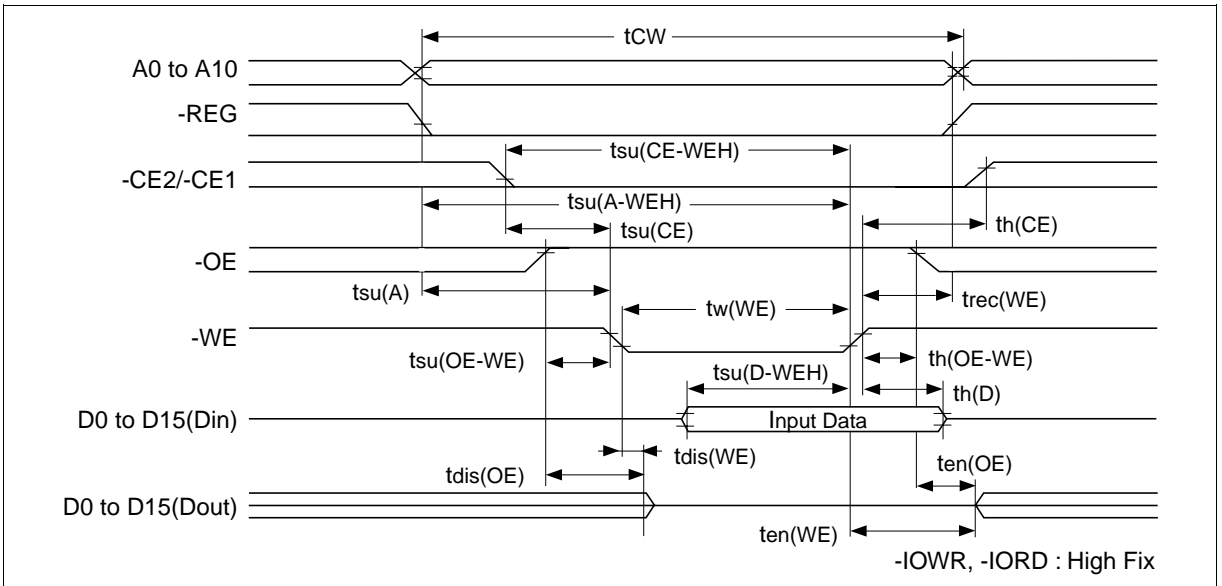 tCW
A0 to A10
-REG
tsu(CE-WEH)
-CE2/-CE1
tsu(A-WEH)
th(CE)
tsu(CE)
-OE
tsu(A)
trec(WE)
tw(WE)
-WE
tsu(OE-WE)
th(OE-WE)
tsu(D-WEH)
th(D)
D0 to D15(Din)
Input Data
tdis(WE)
ten(OE)
tdis(OE)
D0 to D15(Dout)
ten(WE)
-IOWR, -IORD : High Fix